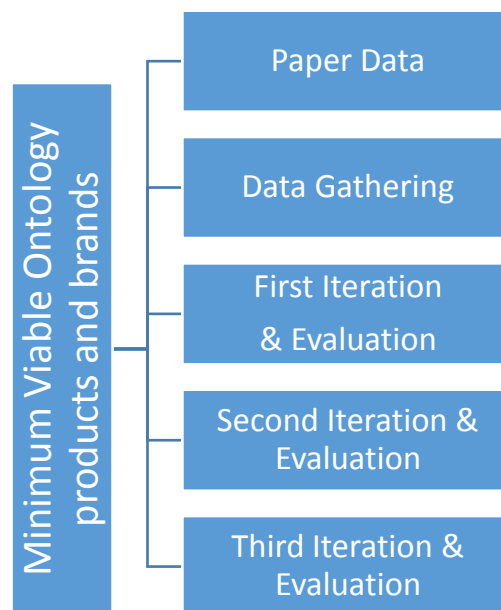 Minimum Viable Ontology
products and brands
Paper Data
Data Gathering
First Iteration
& Evaluation
Second Iteration &
Evaluation
Third Iteration &
Evaluation